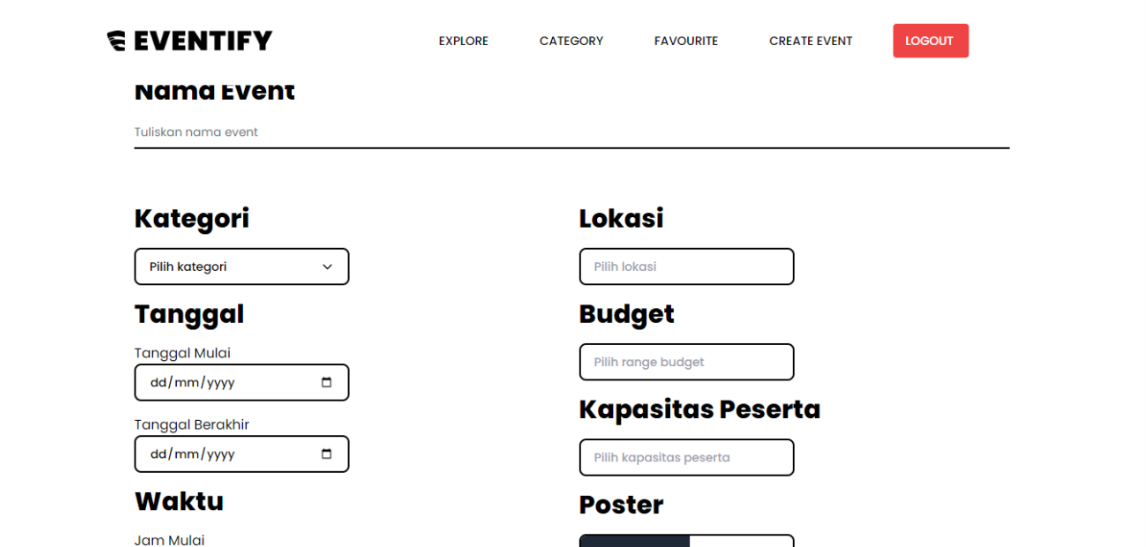 EVENTIFY
EXPLORE CATEGORY FAVOURITE CREATE EVENT LOGOUT
Nama Event
Tuliskan nama event
Kategori
Pilih kategori
Tanggal
Tanggal Mulai
dd/mm/yyyy
Tanggal Berakhir
dd/mm/yyyy
Waktu
Jam Mulai
Lokasi
Pilih lokasi
Budget
Pilih range budget
Kapasitas Peserta
Pilih kapasitas peserta
Poster